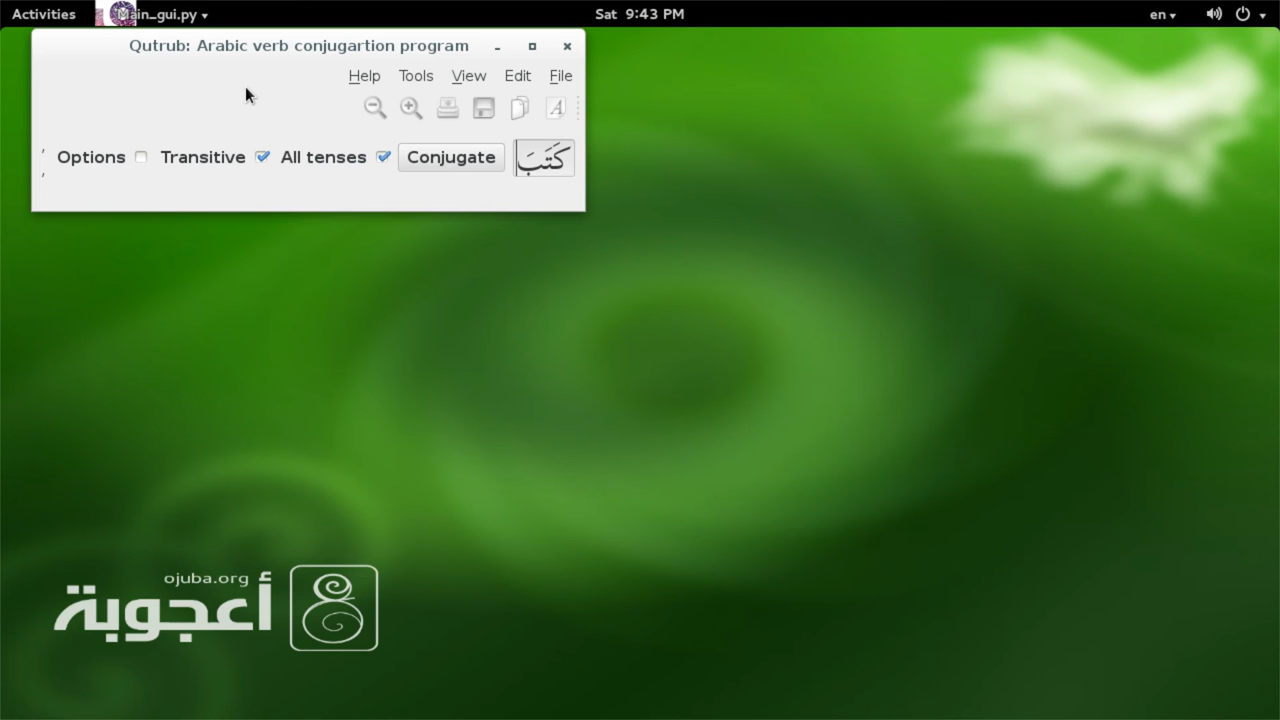 Activities Main_gui.py Sat 9:43 PM en
Qutrub: Arabic verb conjugartion program
Help Tools View Edit File
Options Transitive All tenses Conjugate كَتَبَ
ojuba.org
أعجوبة